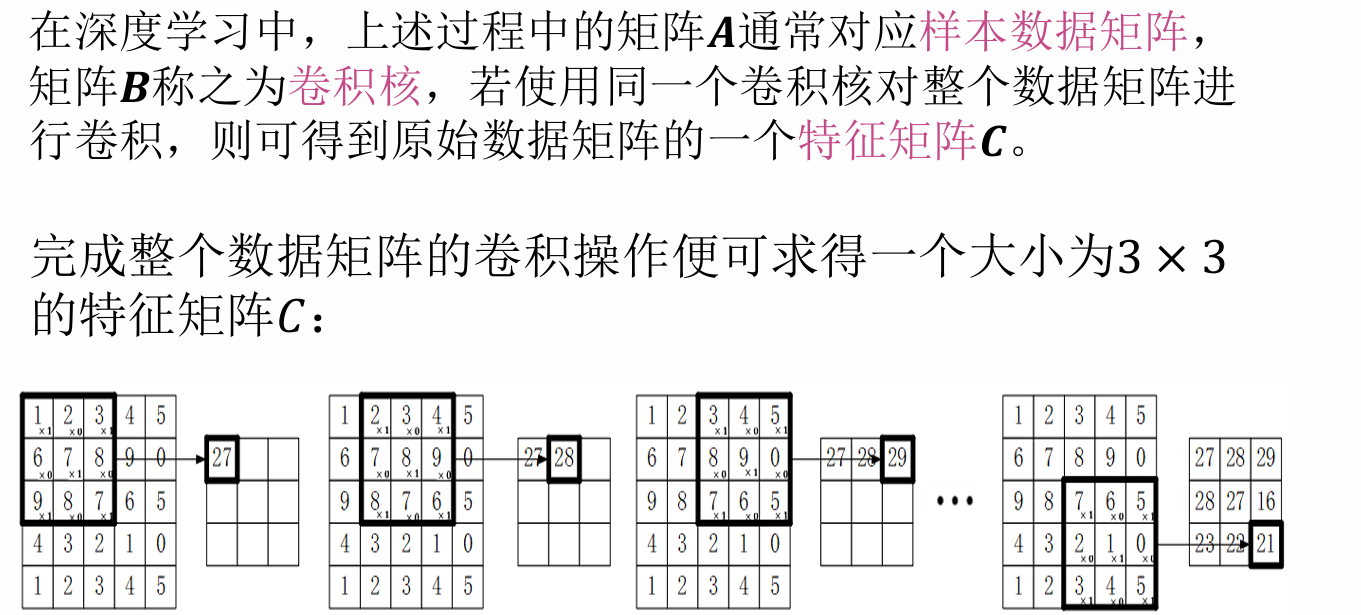 在深度学习中，上述过程中的矩阵A通常对应样本数据矩阵，
矩阵B称之为卷积核，若使用同一个卷积核对整个数据矩阵进
行卷积，则可得到原始数据矩阵的一个特征矩阵C。
完成整个数据矩阵的卷积操作便可求得一个大小为3 × 3
的特征矩阵C：
1 2 3 4 5
×1 ×0 ×1
6 7 8 9 0
×0 ×1 ×0
9 8 7 6 5
×1 ×0 ×1
4 3 2 1 0
1 2 3 4 5
27
1 2 3 4 5
×1 ×0 ×1
6 7 8 9 0
×0 ×1 ×0
9 8 7 6 5
×1 ×0 ×1
4 3 2 1 0
1 2 3 4 5
27 28
1 2 3 4 5
×1 ×0 ×1
6 7 8 9 0
×0 ×1 ×0
9 8 7 6 5
×1 ×0 ×1
4 3 2 1 0
1 2 3 4 5
27 28 29
•••
1 2 3 4 5
6 7 8 9 0
9 8 7 6 5
×1 ×0 ×1
4 3 2 1 0
×0 ×1 ×0
1 2 3 4 5
×1 ×0 ×1
27 28 29
28 27 16
23 22 21